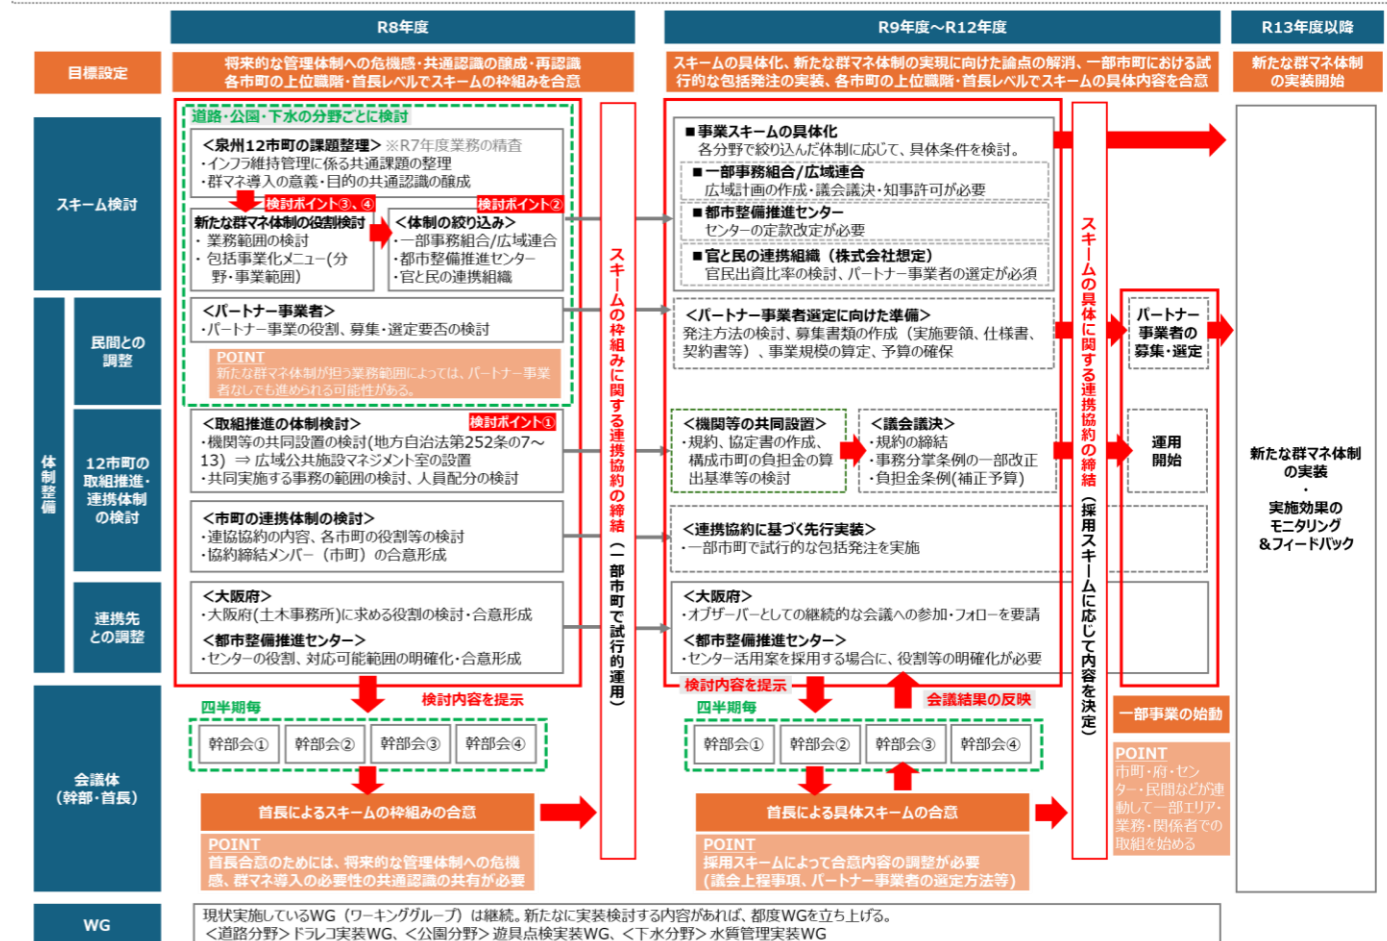 R8年度
R9年度～R12年度
R13年度以降
目標設定
将来的な管理体制への危機感・共通認識の醸成・再認識
各市町の上位職階・首長レベルでスキームの枠組みを合意
スキームの具体化、新たな群マネ体制の実現に向けた論点の解消、一部市町における試
行的な包括発注の実装、各市町の上位職階・首長レベルでスキームの具体内容を合意
新たな群マネ体制
の実装開始
スキーム検討
道路・公園・下水の分野ごとに検討
＜泉州12市町の課題整理＞ ※R7年度業務の精査
・インフラ維持管理に係る共通課題の整理
・群マネ導入の意義・目的の共通認識の醸成
検討ポイント③、④
新たな群マネ体制の役割検討
・ 業務範囲の検討
・ 包括事業化メニュー(分
野・事業範囲)
検討ポイント②
＜体制の絞り込み＞
・一部事務組合/広域連合
・都市整備推進センター
・官と民の連携組織
■事業スキームの具体化
各分野で絞り込んだ体制に応じて、具体条件を検討。
■一部事務組合/広域連合
広域計画の作成・議会議決・知事許可が必要
■都市整備推進センター
センターの定款改定が必要
■官と民の連携組織（株式会社想定）
官民出資比率の検討、パートナー事業者の選定が必須
体制整備
民間との
調整
＜パートナー事業者＞
・パートナー事業の役割、募集・選定要否の検討
POINT
新たな群マネ体制が担う業務範囲によっては、パートナー事業
者なしでも進められる可能性がある。
＜パートナー事業者選定に向けた準備＞
発注方法の検討、募集書類の作成（実施要領、仕様書、
契約書等）、事業規模の算定、予算の確保
パートナー
事業者の
募集・選定
12市町の
取組推進・
連携体制
の検討
＜取組推進の体制検討＞
検討ポイント①
・機関等の共同設置の検討(地方自治法第252条の7～
13) ⇒ 広域公共施設マネジメント室の設置
・共同実施する事務の範囲の検討、人員配分の検討
＜機関等の共同設置＞
・規約、協定書の作成、
構成市町の負担金の算
出基準等の検討
＜議会議決＞
・規約の締結
・事務分掌条例の一部改正
・負担金条例(補正予算)
運用
開始
＜市町の連携体制の検討＞
・連協協約の内容、各市町の役割等の検討
・協約締結メンバー（市町）の合意形成
＜連携協約に基づく先行実装＞
・一部市町で試行的な包括発注を実施
連携先
との調整
＜大阪府＞
・大阪府(土木事務所)に求める役割の検討・合意形成
＜都市整備推進センター＞
・センターの役割、対応可能範囲の明確化・合意形成
＜大阪府＞
・オブザーバーとしての継続的な会議への参加・フォローを要請
＜都市整備推進センター＞
・センター活用案を採用する場合に、役割等の明確化が必要
スキームの枠組みに関する連携協約の締結（一部市町で試行的運用）
スキームの具体に関する連携協約の締結（採用スキームに応じて内容を決定）
新たな群マネ体制
の実装
・
実施効果の
モニタリング
＆フィードバック
会議体
（幹部・首長）
検討内容を提示
四半期毎
幹部会①
幹部会②
幹部会③
幹部会④
首長によるスキームの枠組みの合意
POINT
首長合意のためには、将来的な管理体制への危機
感、群マネ導入の必要性の共通認識の共有が必要
検討内容を提示
会議結果の反映
四半期毎
幹部会①
幹部会②
幹部会③
幹部会④
首長による具体スキームの合意
POINT
採用スキームによって合意内容の調整が必要
(議会上程事項、パートナー事業者の選定方法等)
一部事業の始動
POINT
市町・府・セン
ター・民間などが連
動して一部エリア・
業務・関係者での
取組を始める
WG
現状実施しているWG（ワーキンググループ）は継続。新たに実装検討する内容があれば、都度WGを立ち上げる。
＜道路分野＞ドラレコ実装WG、＜公園分野＞遊具点検実装WG、＜下水分野＞水質管理実装WG